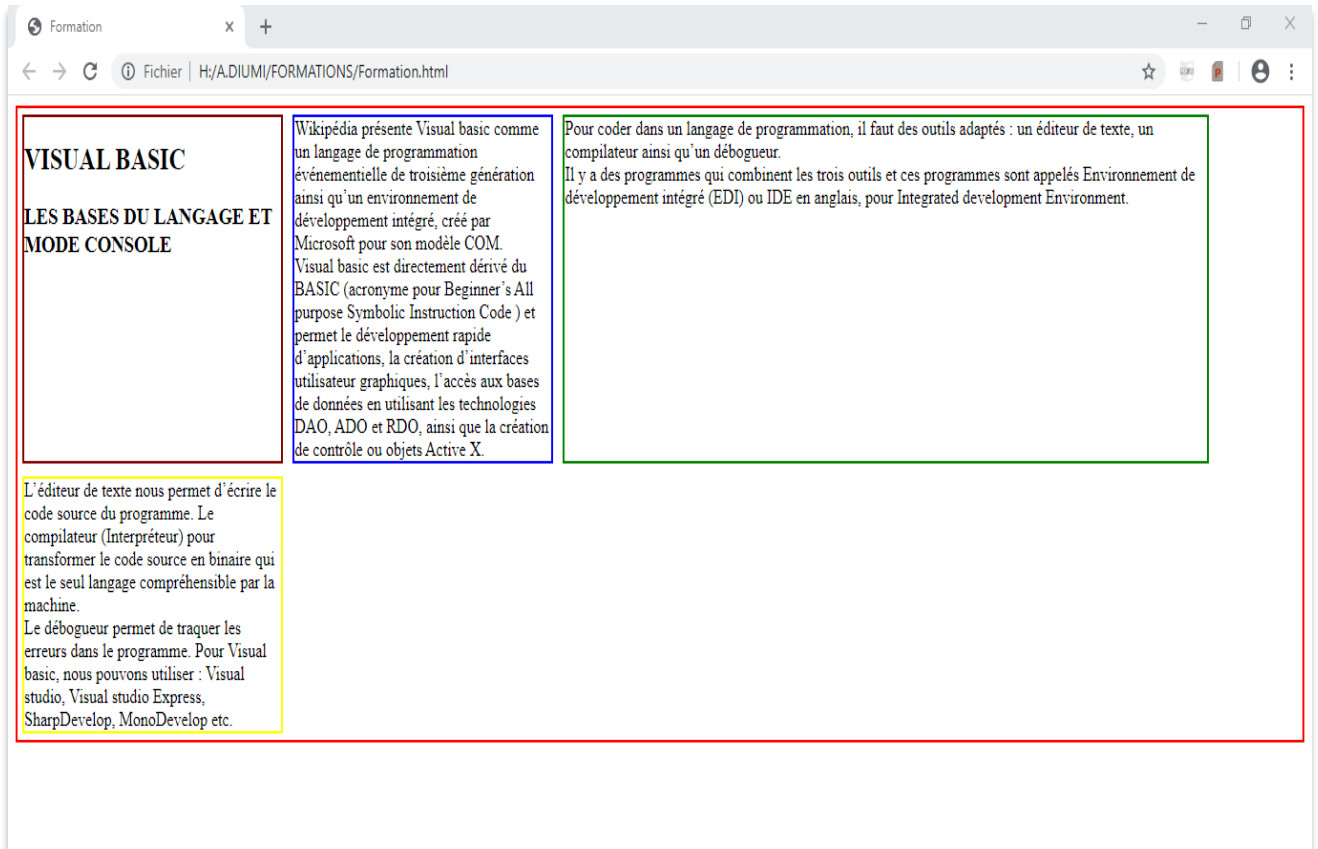 Formation
Fichier | H:/A.DIUMI/FORMATIONS/Formation.html
VISUAL BASIC
LES BASES DU LANGAGE ET
MODE CONSOLE
Wikipédia présente Visual basic comme
un langage de programmation
événementielle de troisième génération
ainsi qu’un environnement de
développement intégré, créé par
Microsoft pour son modèle COM.
Visual basic est directement dérivé du
BASIC (acronyme pour Beginner’s All
purpose Symbolic Instruction Code ) et
permet le développement rapide
d’applications, la création d’interfaces
utilisateur graphiques, l’accès aux bases
de données en utilisant les technologies
DAO, ADO et RDO, ainsi que la création
de contrôle ou objets Active X.
Pour coder dans un langage de programmation, il faut des outils adaptés : un éditeur de texte, un
compilateur ainsi qu’un débogueur.
Il y a des programmes qui combinent les trois outils et ces programmes sont appelés Environnement de
développement intégré (EDI) ou IDE en anglais, pour Integrated development Environment.
L’éditeur de texte nous permet d’écrire le
code source du programme. Le
compilateur (Interpréteur) pour
transformer le code source en binaire qui
est le seul langage compréhensible par la
machine.
Le débogueur permet de traquer les
erreurs dans le programme. Pour Visual
basic, nous pouvons utiliser : Visual
studio, Visual studio Express,
SharpDevelop, MonoDevelop etc.